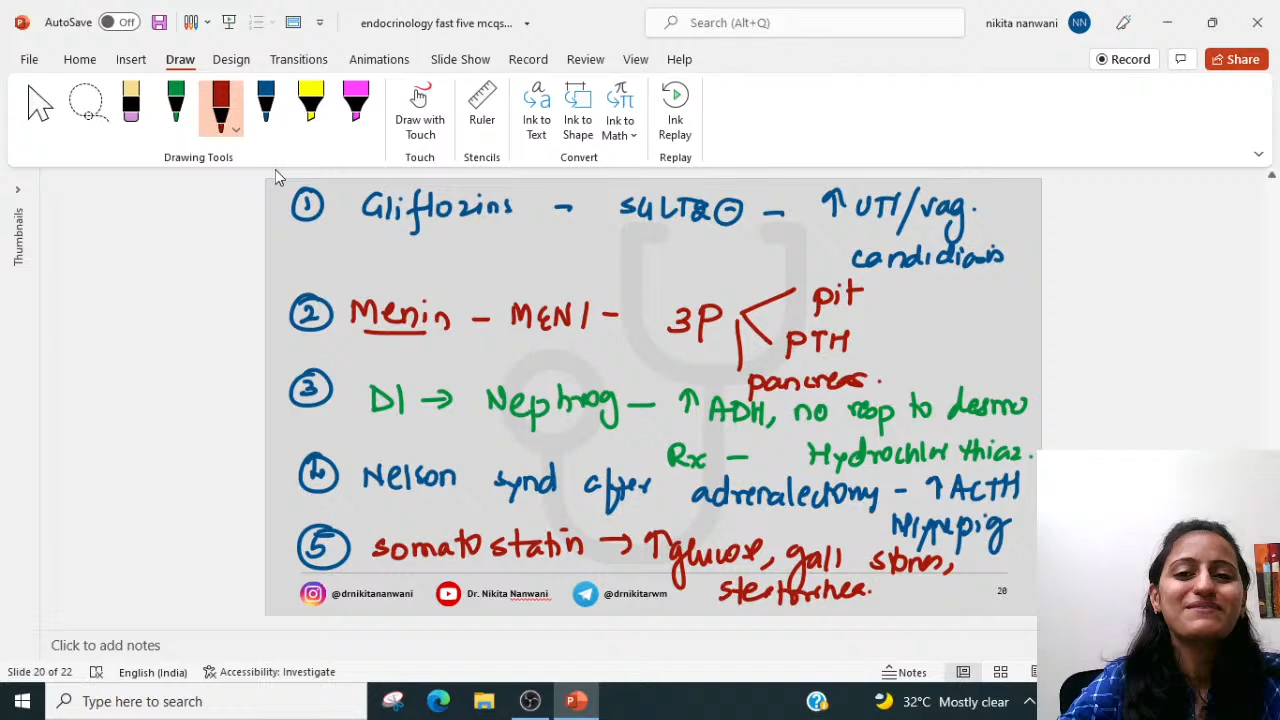 AutoSave Off endocrinology fast five mcqs... Search (Alt+Q) nikita nanwani NN
File Home Insert Draw Design Transitions Animations Slide Show Record Review View Help Record Share
Draw with Touch Ruler Ink to Text Ink to Shape Ink to Math Ink Replay
Drawing Tools Touch Stencils Convert Replay
Thumbnails
① Gliflozins - SGLT2 ⊖ - ↑ UTI/vag.
candidiasis
② Menin - MEN1 - 3P pit
PTH
pancreas.
③ DI → Nephrog - ↑ ADH, no resp to desmo
Rx - Hydrochlor thiaz.
④ Nelson synd after adrenalectomy - ↑ ACTH
Hyperpig
⑤ somatostatin → ↑glucose, gall stones,
steatorrhea.
@drnikitananwani Dr. Nikita Nanwani @drnikitarwm 20
Click to add notes
Slide 20 of 22 English (India) Accessibility: Investigate Notes
Type here to search 32°C Mostly clear